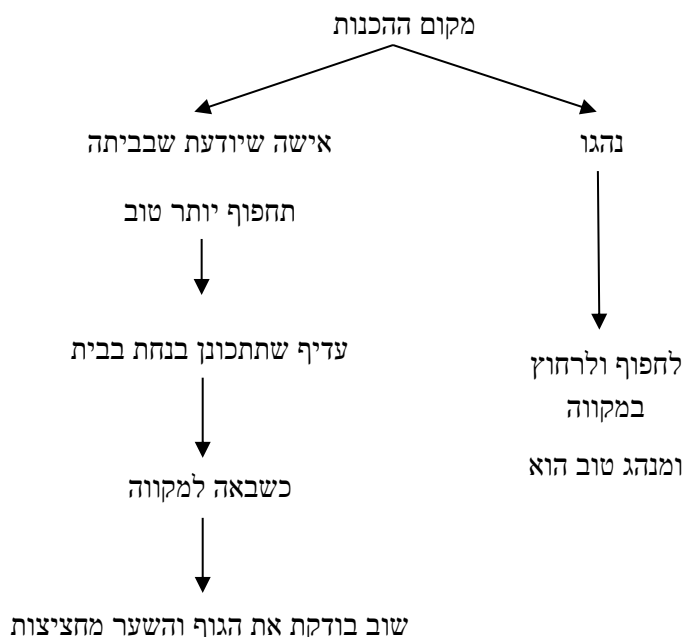 מקום ההכנות
נהגו
לחפוף ולרחוץ
במקווה
ומנהג טוב הוא
אישה שיודעת שבביתה
תחפוף יותר טוב
עדיף שתתכונן בנחת בבית
כשבאה למקווה
שוב בודקת את הגוף והשער מחציצות